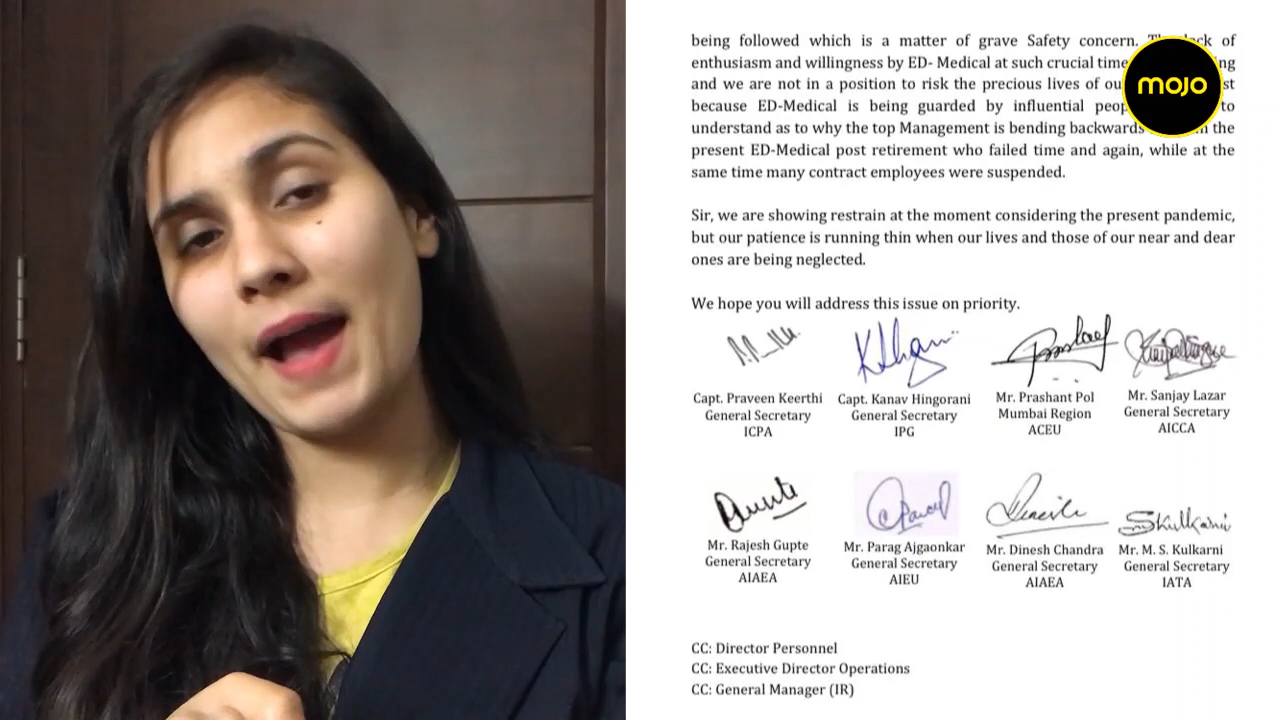 being followed which is a matter of grave Safety concern. of
enthusiasm and willingness by ED- Medical at such crucial time
and we are not in a position to risk the precious lives of
because ED-Medical is being guarded by influential to
understand as to why the top Management is bending backwards the
present ED-Medical post retirement who failed time and again, while at the
same time many contract employees were suspended.
mojo
Sir, we are showing restrain at the moment considering the present pandemic,
but our patience is running thin when our lives and those of our near and dear
ones are being neglected.
We hope you will address this issue on priority.
Capt. Praveen Keerthi
General Secretary
ICPA
Capt. Kanav Hingorani
General Secretary
IPG
Mr. Prashant Pol
Mumbai Region
ACEU
Mr. Sanjay Lazar
General Secretary
AICCA
Mr. Rajesh Gupte
General Secretary
AIAEA
Mr. Parag Ajgaonkar
General Secretary
AIEU
Mr. Dinesh Chandra
General Secretary
AIAEA
SKulkarni
Mr. M. S. Kulkarni
General Secretary
IATA
CC: Director Personnel
CC: Executive Director Operations
CC: General Manager (IR)